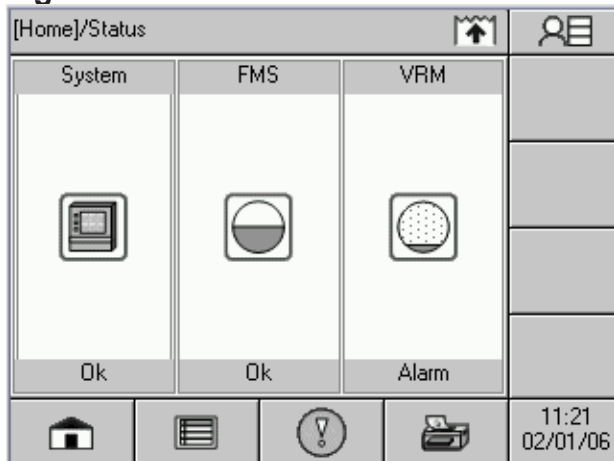 [Home]/Status
System FMS VRM
Ok Ok Alarm
11:21
02/01/06